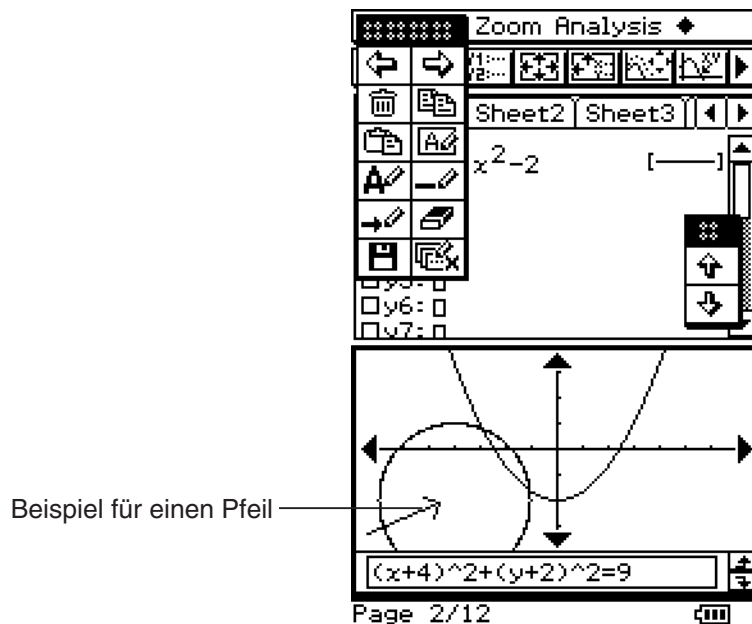 Zoom Analysis ◆
Sheet2 Sheet3
x²-2 [—]
y6:
y7:
Beispiel für einen Pfeil
(x+4)^2+(y+2)^2=9
Page 2/12